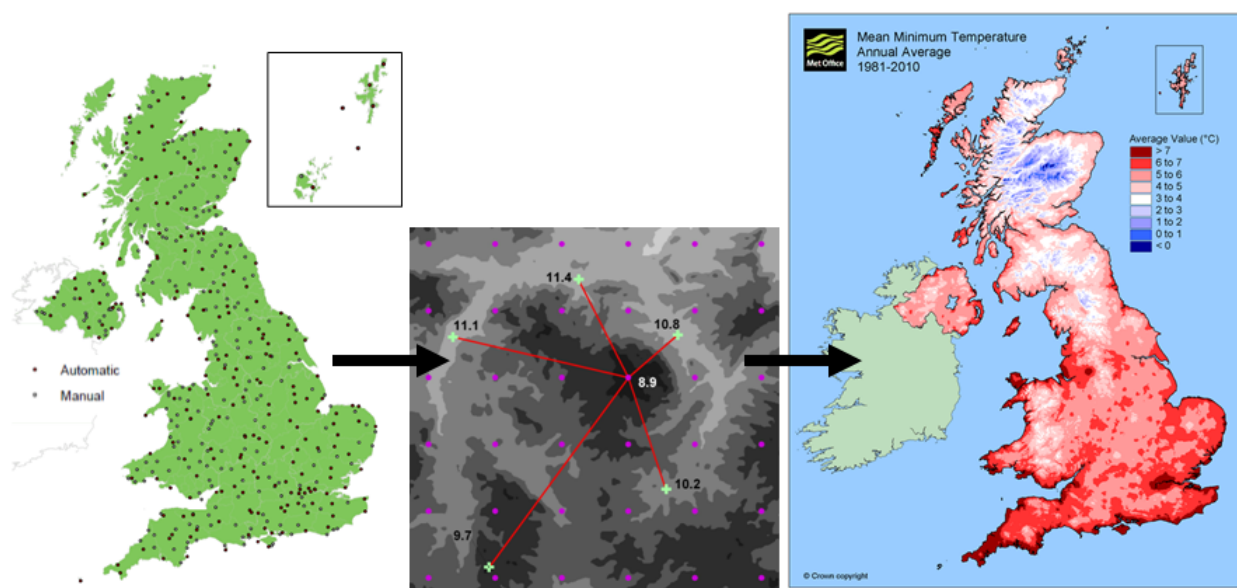 Automatic
Manual
11.4
11.1
10.8
8.9
10.2
9.7
Met Office
Mean Minimum Temperature
Annual Average
1981-2010
Average Value (°C)
> 7
6 to 7
5 to 6
4 to 5
3 to 4
2 to 3
1 to 2
0 to 1
< 0
© Crown copyright